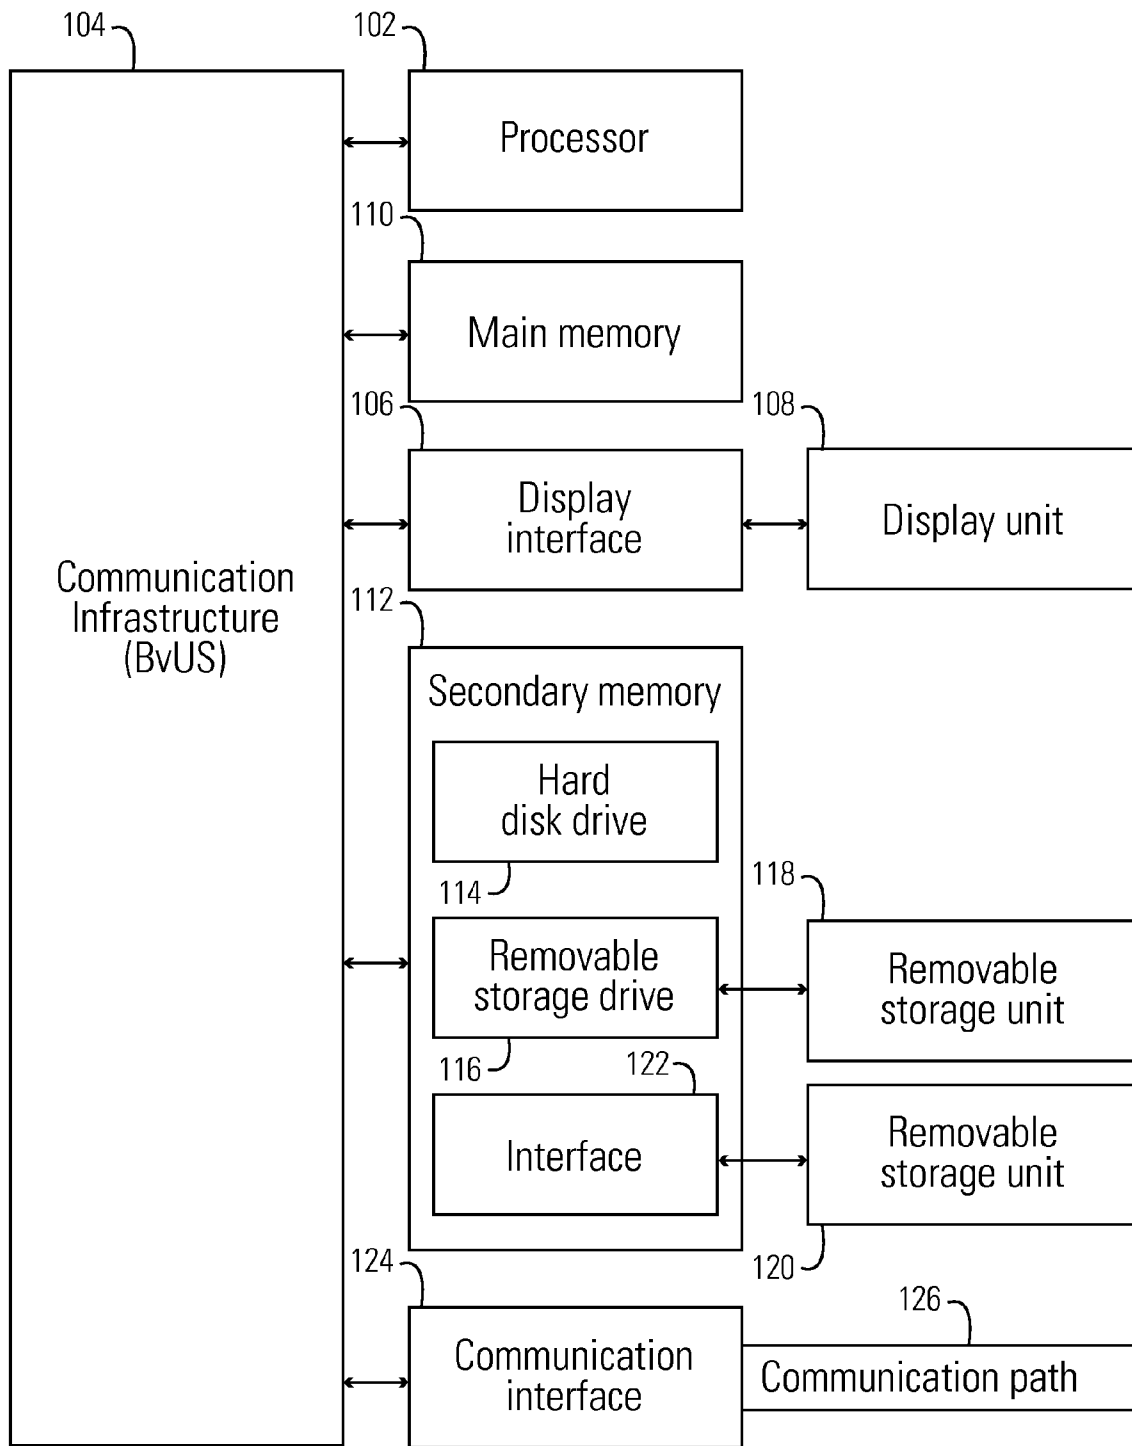 104
102
Processor
110
Main memory
106
108
Display
interface
Display unit
Communication
Infrastructure
(BvUS)
112
Secondary memory
Hard
disk drive
114
118
Removable
storage drive
Removable
storage unit
116
122
Interface
Removable
storage unit
120
124
126
Communication
interface
Communication path